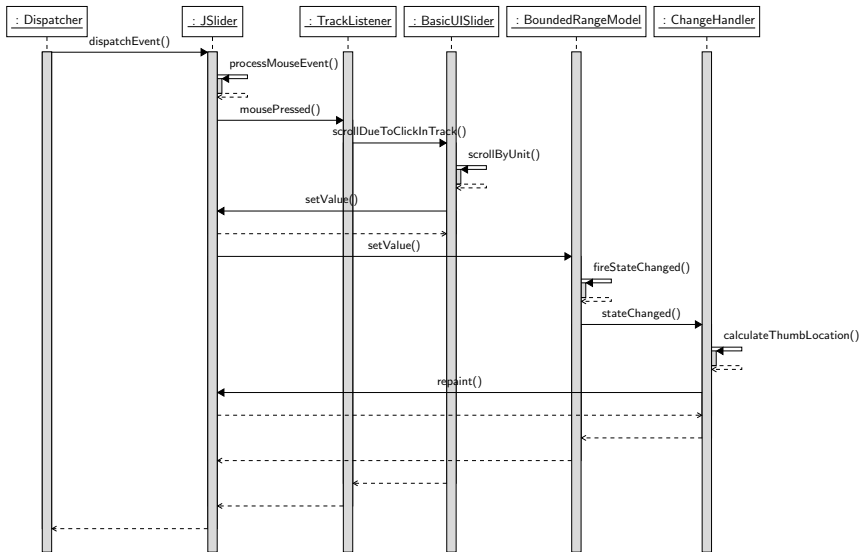 : Dispatcher
: JSlider
: TrackListener
: BasicUISlider
: BoundedRangeModel
: ChangeHandler
dispatchEvent()
processMouseEvent()
mousePressed()
scrollDueToClickInTrack()
scrollByUnit()
setValue()
setValue()
fireStateChanged()
stateChanged()
calculateThumbLocation()
repaint()